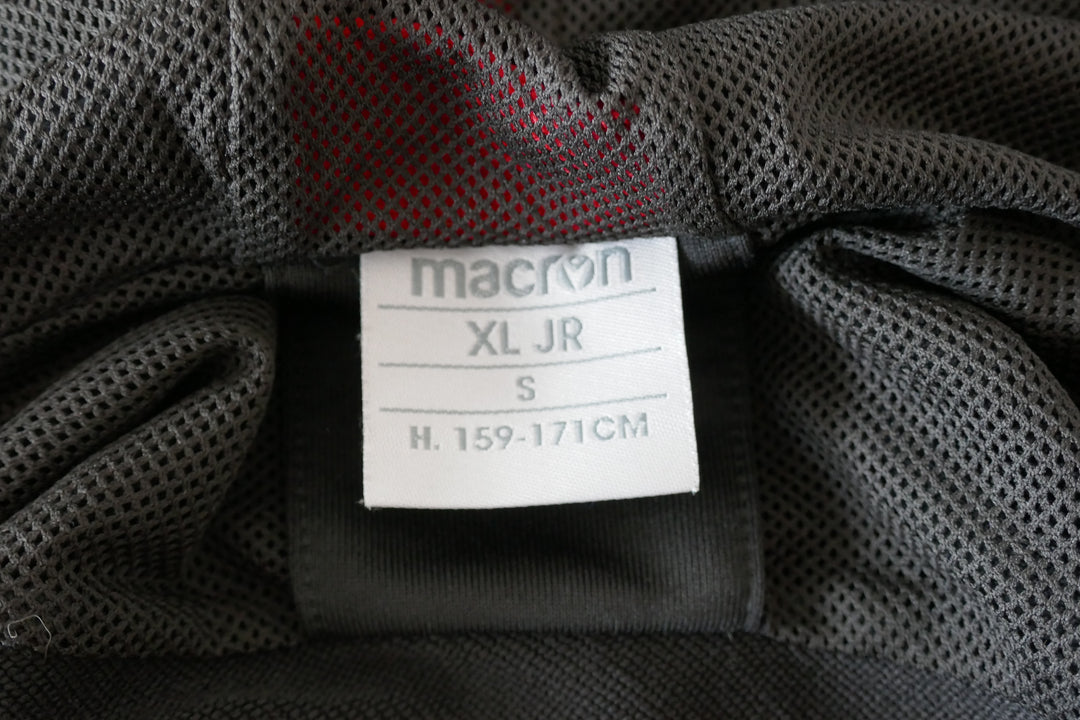 macron
XL JR
S
H. 159-171CM